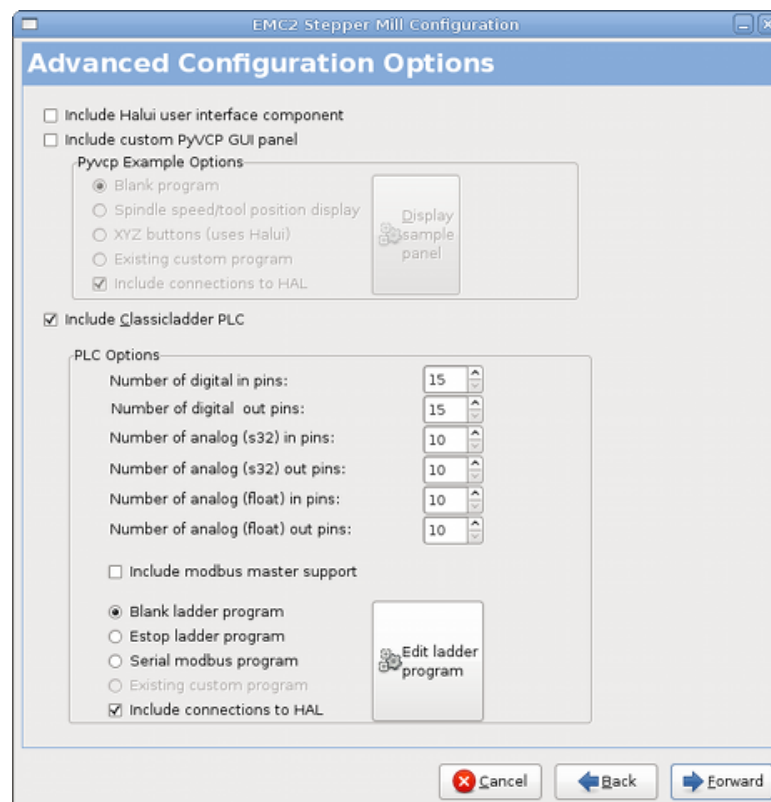 EMC2 Stepper Mill Configuration
Advanced Configuration Options
Include Halui user interface component
Include custom PyVCP GUI panel
Pyvcp Example Options
Blank program
Spindle speed/tool position display
XYZ buttons (uses Halui)
Existing custom program
Include connections to HAL
Display
sample
panel
Include Classicladder PLC
PLC Options
Number of digital in pins: 15
Number of digital out pins: 15
Number of analog (s32) in pins: 10
Number of analog (s32) out pins: 10
Number of analog (float) in pins: 10
Number of analog (float) out pins: 10
Include modbus master support
Blank ladder program
Estop ladder program
Serial modbus program
Existing custom program
Include connections to HAL
Edit ladder
program
Cancel Back Forward